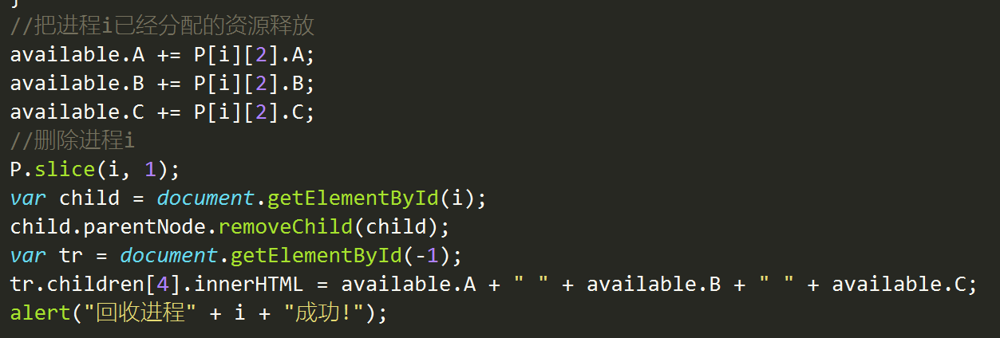 }
//把进程i已经分配的资源释放
available.A += P[i][2].A;
available.B += P[i][2].B;
available.C += P[i][2].C;
//删除进程i
P.slice(i, 1);
var child = document.getElementById(i);
child.parentNode.removeChild(child);
var tr = document.getElementById(-1);
tr.children[4].innerHTML = available.A + " " + available.B + " " + available.C;
alert("回收进程" + i + "成功!");